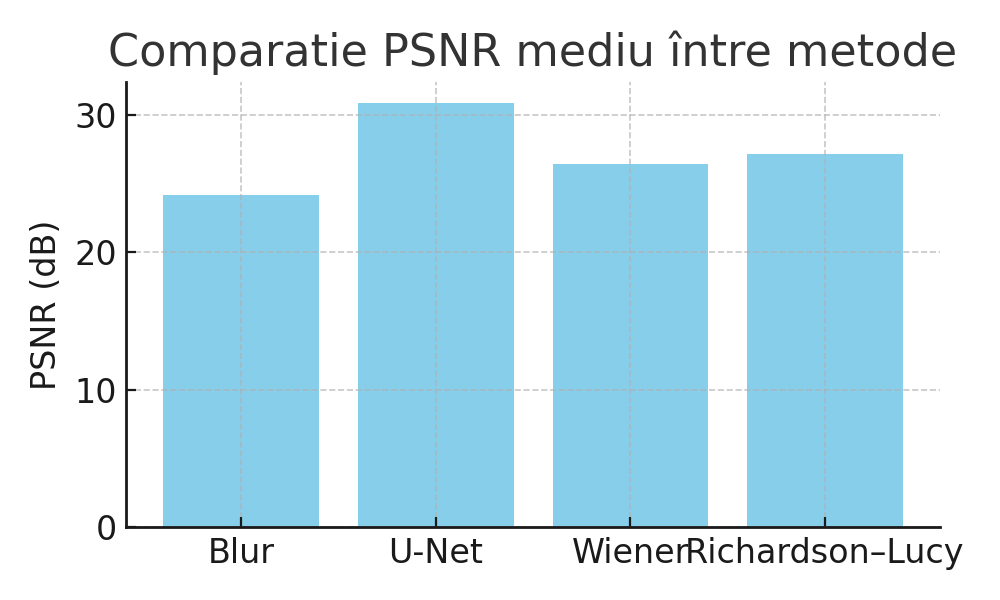 Comparatie PSNR mediu între metode
PSNR (dB)
30
20
10
0
Blur
U-Net
Wiener
Richardson–Lucy